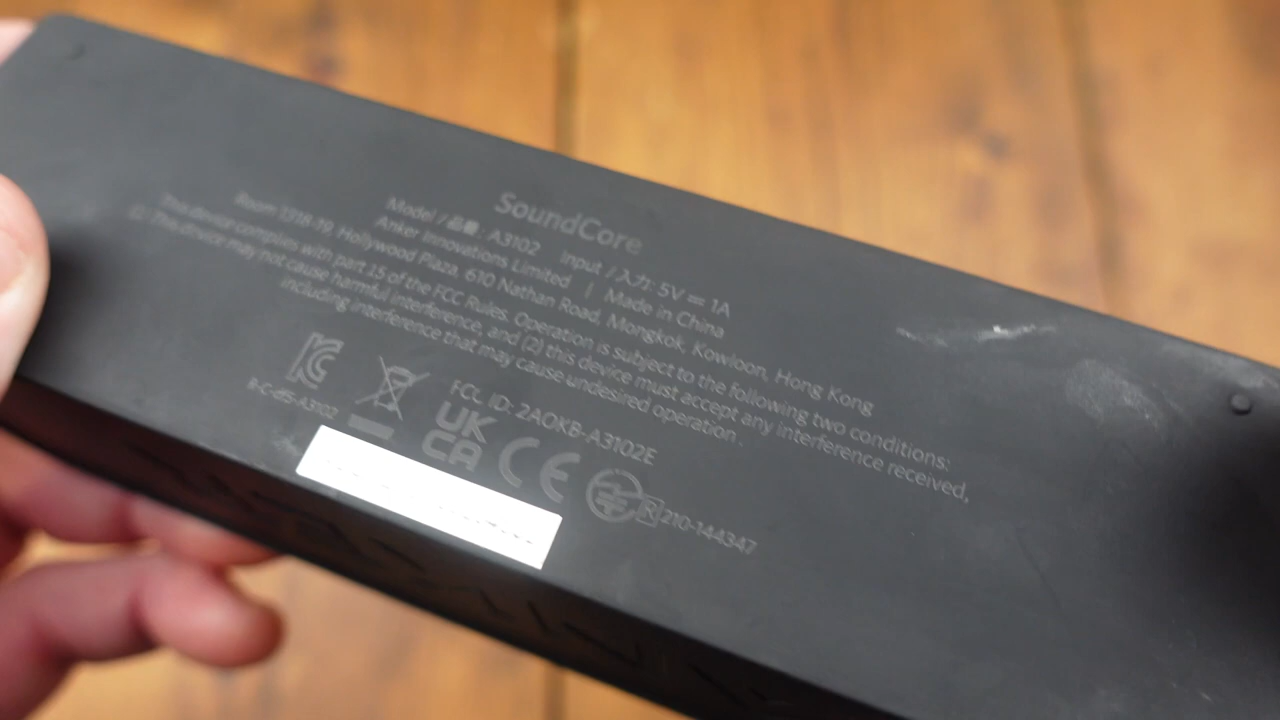 SoundCore
Model / 品番: A3102 Input / 入力: 5V ⎓ 1A
Anker Innovations Limited | Made in China
Room 1318-19, Hollywood Plaza, 610 Nathan Road, Mongkok, Kowloon, Hong Kong
This device complies with part 15 of the FCC Rules. Operation is subject to the following two conditions:
(1) This device may not cause harmful interference, and (2) this device must accept any interference received,
including interference that may cause undesired operation.
FCC ID: 2AOKB-A3102E
R-C-dS-A3102
UK
CA
CE
R 210-144347